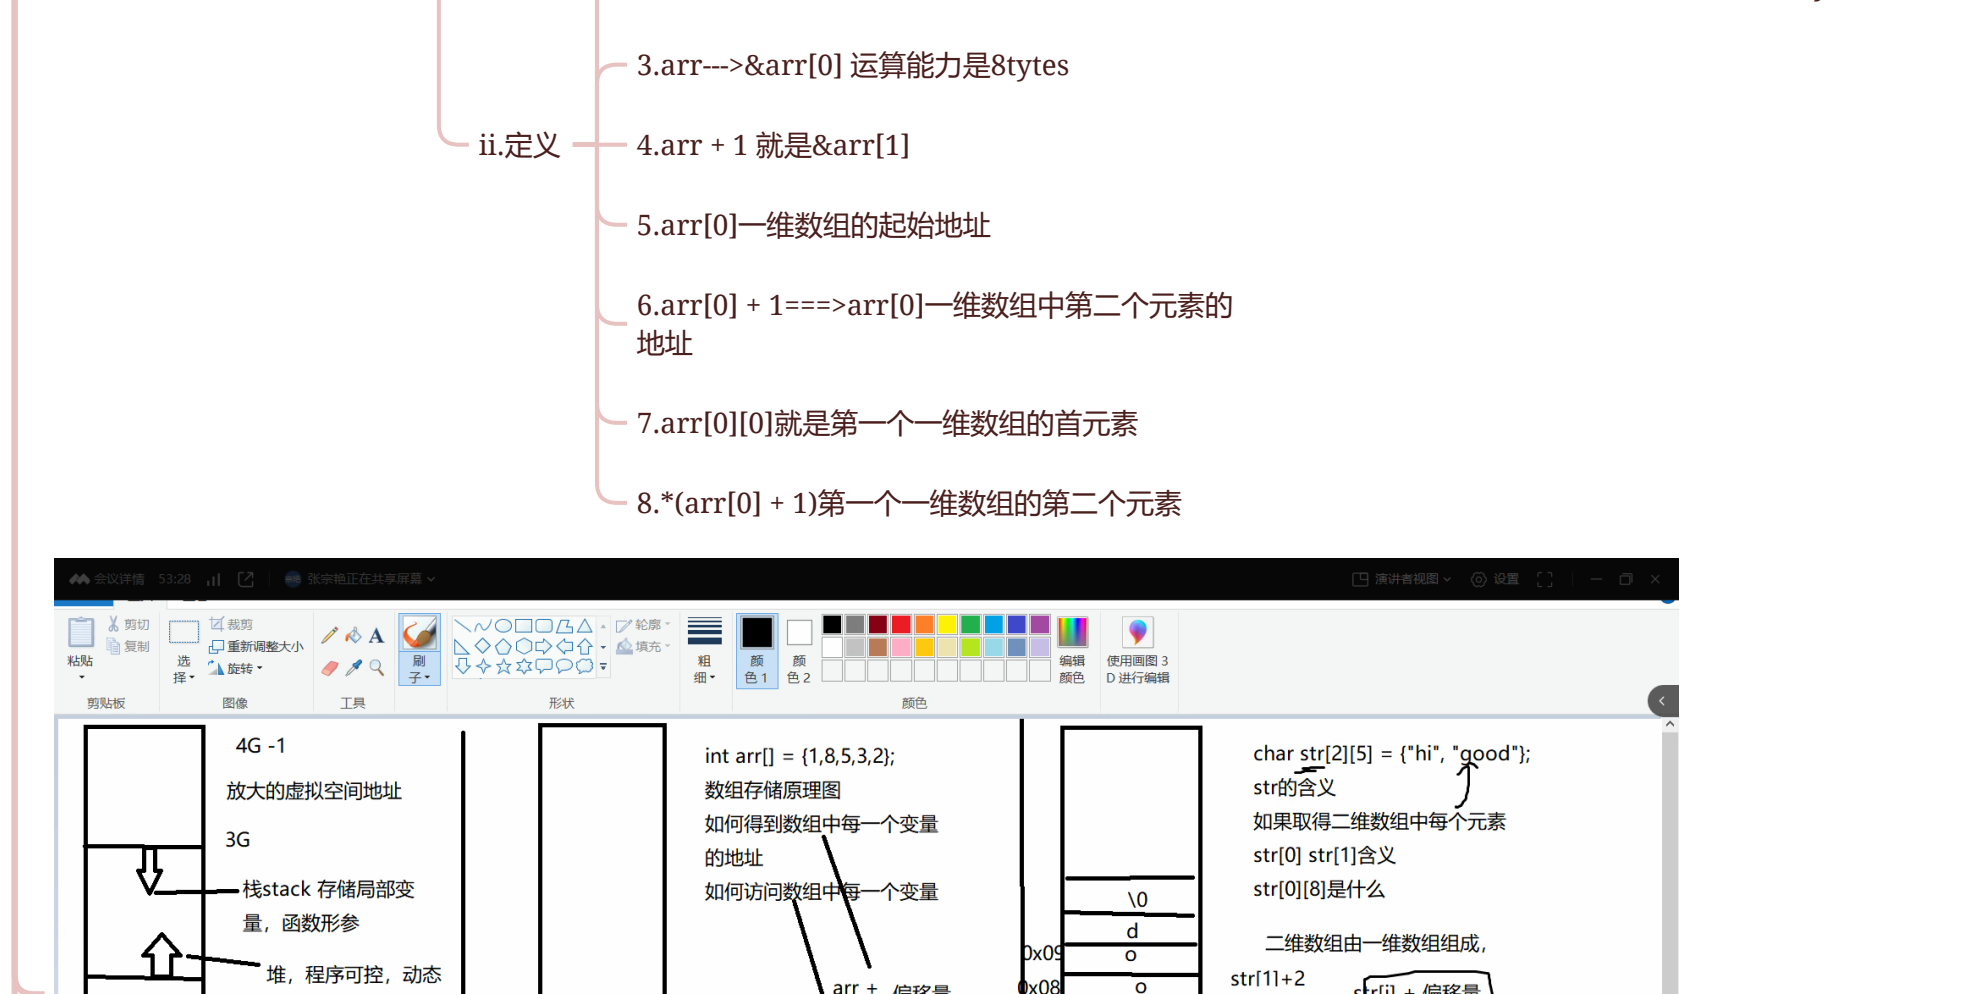 3.arr--->&arr[0] 运算能力是8tytes
ii.定义
4.arr + 1 就是&arr[1]
5.arr[0]一维数组的起始地址
6.arr[0] + 1===>arr[0]一维数组中第二个元素的
地址
7.arr[0][0]就是第一个一维数组的首元素
8.*(arr[0] + 1)第一个一维数组的第二个元素
会议详情 53:28 张宗艳正在共享屏幕 演讲者视图 设置
粘贴
剪切
复制
剪贴板
选
择
裁剪
重新调整大小
旋转
图像
A
工具
刷
子
形状
轮廓
填充
粗
细
颜
色 1
颜
色 2
颜色
编辑
颜色
使用画图 3
D 进行编辑
4G -1
放大的虚拟空间地址
3G
栈stack 存储局部变
量，函数形参
堆，程序可控，动态
int arr[] = {1,8,5,3,2};
数组存储原理图
如何得到数组中每一个变量
的地址
如何访问数组中每一个变量
arr + 偏移量
\0
d
0x09
o
0x08
o
char str[2][5] = {"hi", "good"};
str的含义
如果取得二维数组中每个元素
str[0] str[1]含义
str[0][8]是什么
二维数组由一维数组组成，
str[1]+2
str[i] + 偏移量